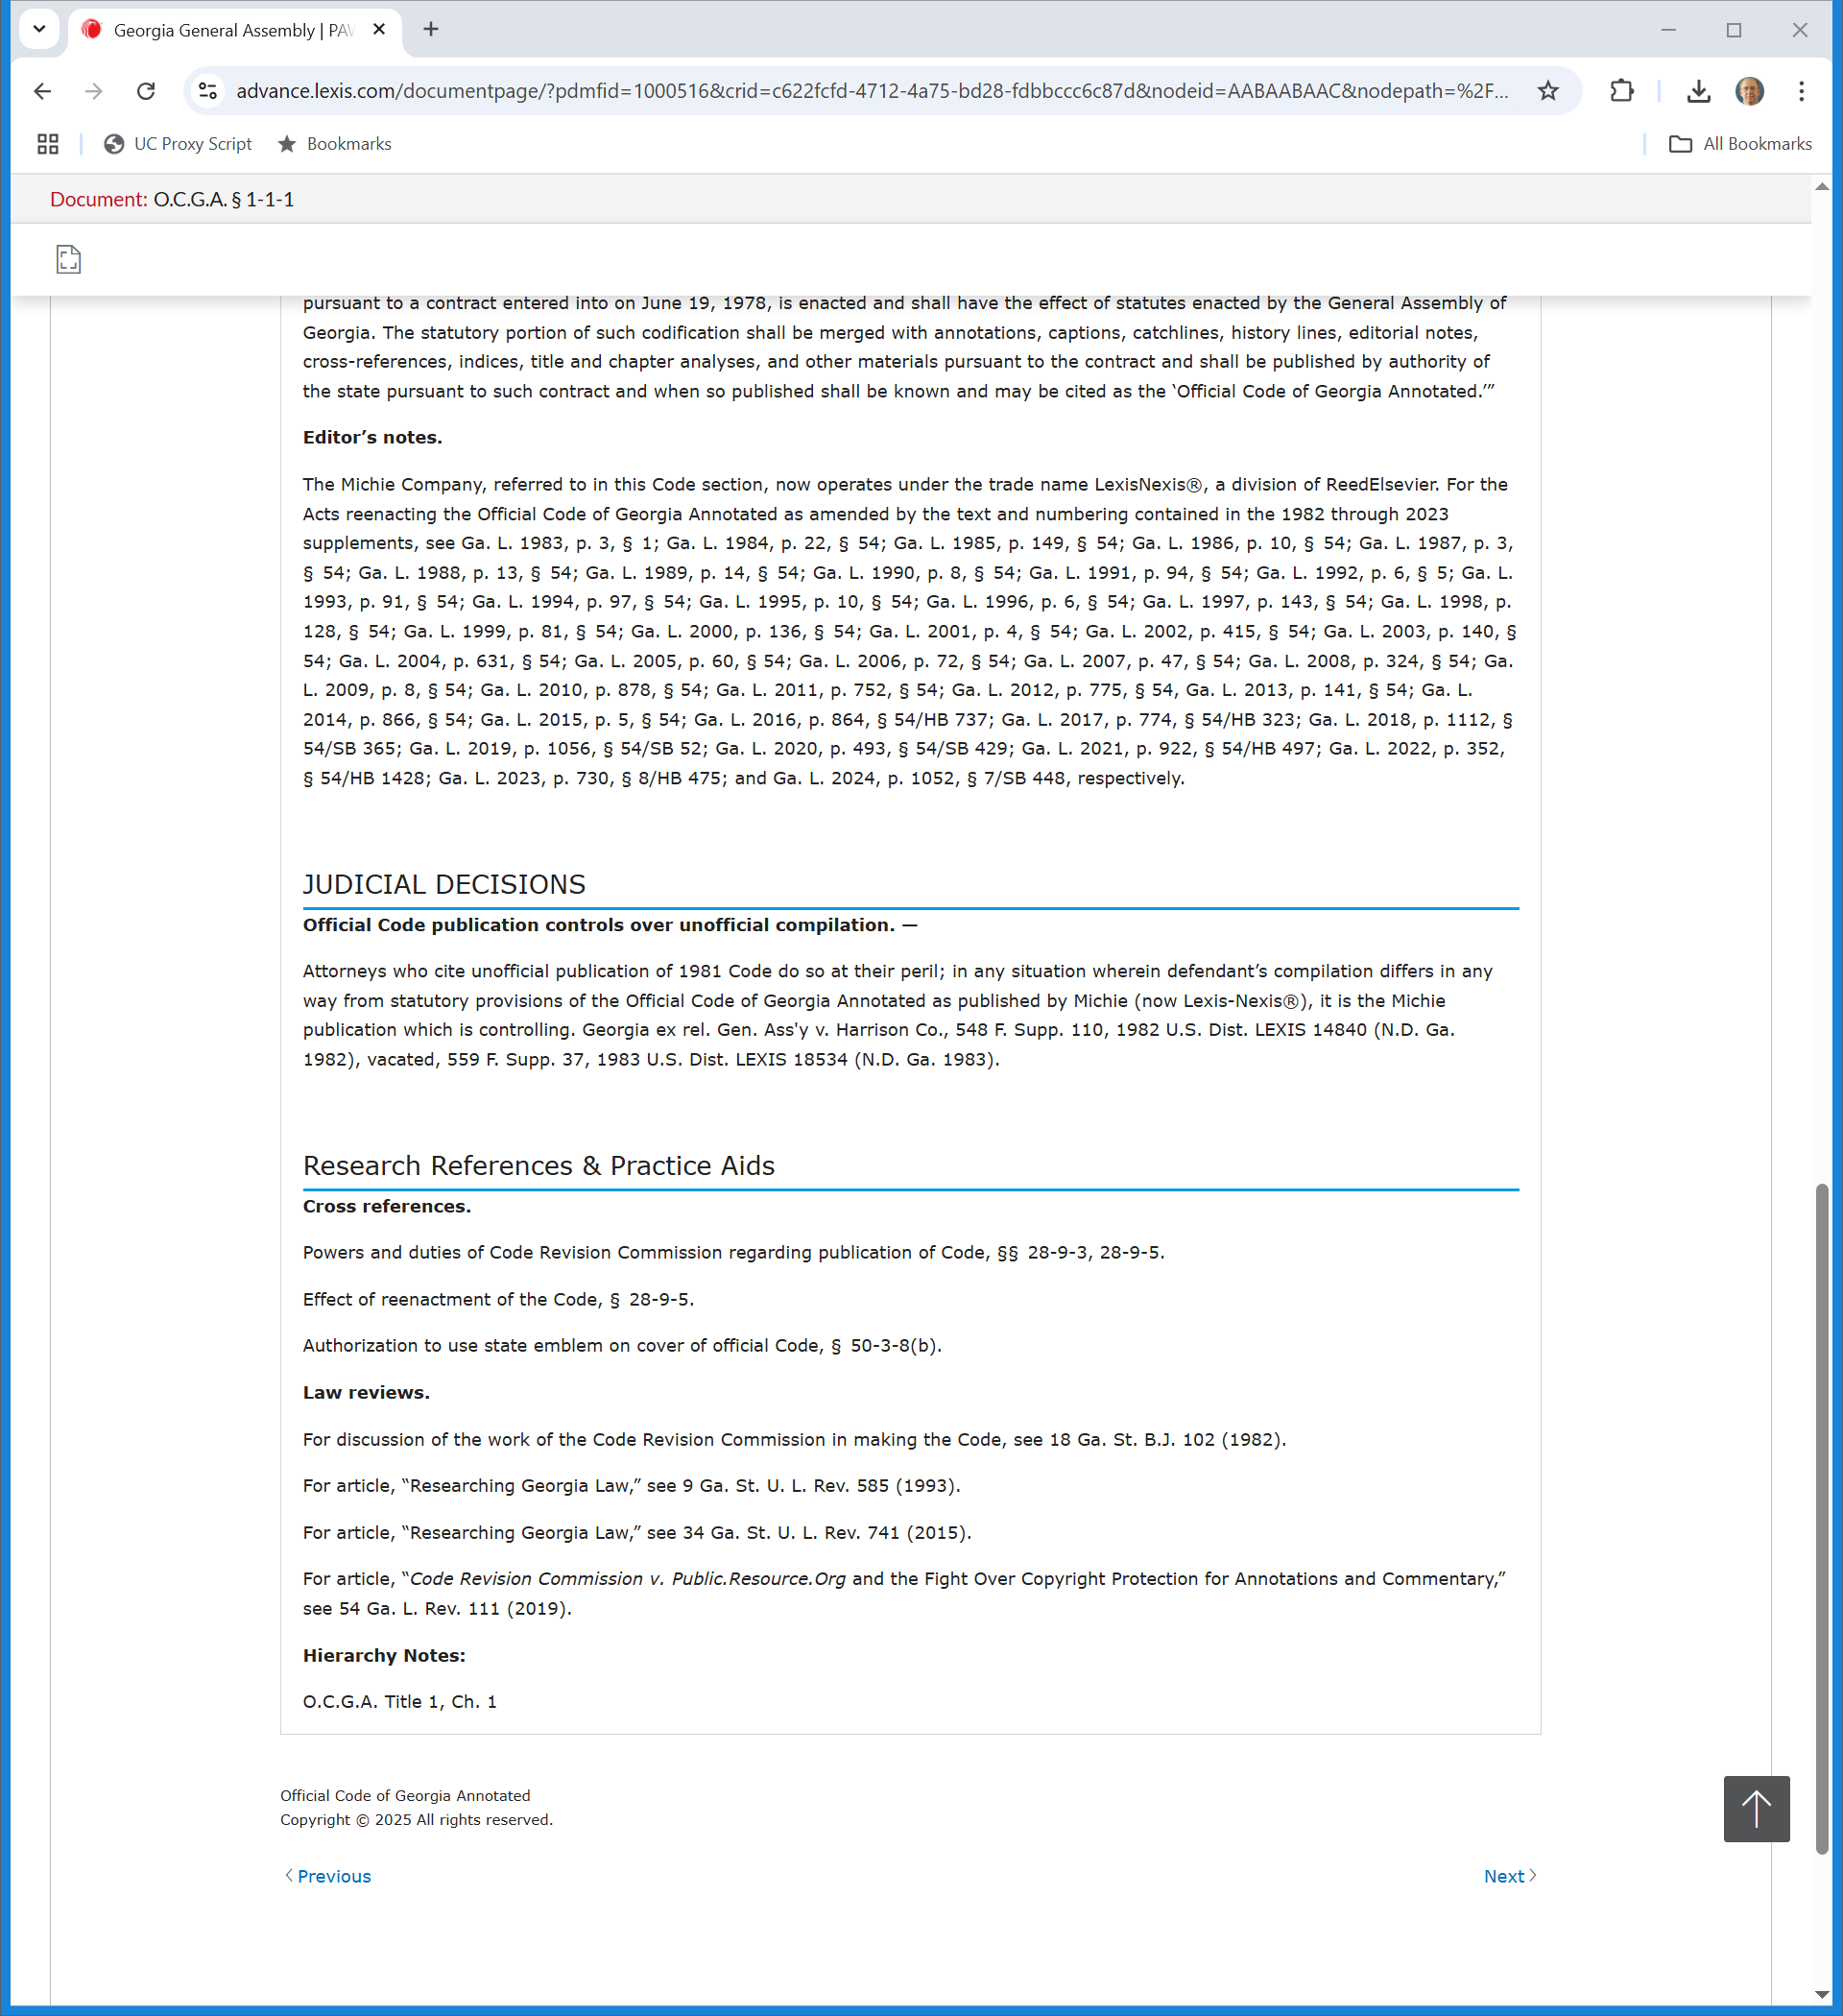 Georgia General Assembly | PAW
advance.lexis.com/documentpage/?pdmfid=1000516&crid=c622fcfd-4712-4a75-bd28-fdbbccc6c87d&nodeid=AABAABAAC&nodepath=%2F...
UC Proxy Script Bookmarks All Bookmarks
Document: O.C.G.A. § 1-1-1
pursuant to a contract entered into on June 19, 1978, is enacted and shall have the effect of statutes enacted by the General Assembly of
Georgia. The statutory portion of such codification shall be merged with annotations, captions, catchlines, history lines, editorial notes,
cross-references, indices, title and chapter analyses, and other materials pursuant to the contract and shall be published by authority of
the state pursuant to such contract and when so published shall be known and may be cited as the ‘Official Code of Georgia Annotated.’”
Editor’s notes.
The Michie Company, referred to in this Code section, now operates under the trade name LexisNexis®, a division of ReedElsevier. For the
Acts reenacting the Official Code of Georgia Annotated as amended by the text and numbering contained in the 1982 through 2023
supplements, see Ga. L. 1983, p. 3, § 1; Ga. L. 1984, p. 22, § 54; Ga. L. 1985, p. 149, § 54; Ga. L. 1986, p. 10, § 54; Ga. L. 1987, p. 3,
§ 54; Ga. L. 1988, p. 13, § 54; Ga. L. 1989, p. 14, § 54; Ga. L. 1990, p. 8, § 54; Ga. L. 1991, p. 94, § 54; Ga. L. 1992, p. 6, § 5; Ga. L.
1993, p. 91, § 54; Ga. L. 1994, p. 97, § 54; Ga. L. 1995, p. 10, § 54; Ga. L. 1996, p. 6, § 54; Ga. L. 1997, p. 143, § 54; Ga. L. 1998, p.
128, § 54; Ga. L. 1999, p. 81, § 54; Ga. L. 2000, p. 136, § 54; Ga. L. 2001, p. 4, § 54; Ga. L. 2002, p. 415, § 54; Ga. L. 2003, p. 140, §
54; Ga. L. 2004, p. 631, § 54; Ga. L. 2005, p. 60, § 54; Ga. L. 2006, p. 72, § 54; Ga. L. 2007, p. 47, § 54; Ga. L. 2008, p. 324, § 54; Ga.
L. 2009, p. 8, § 54; Ga. L. 2010, p. 878, § 54; Ga. L. 2011, p. 752, § 54; Ga. L. 2012, p. 775, § 54, Ga. L. 2013, p. 141, § 54; Ga. L.
2014, p. 866, § 54; Ga. L. 2015, p. 5, § 54; Ga. L. 2016, p. 864, § 54/HB 737; Ga. L. 2017, p. 774, § 54/HB 323; Ga. L. 2018, p. 1112, §
54/SB 365; Ga. L. 2019, p. 1056, § 54/SB 52; Ga. L. 2020, p. 493, § 54/SB 429; Ga. L. 2021, p. 922, § 54/HB 497; Ga. L. 2022, p. 352,
§ 54/HB 1428; Ga. L. 2023, p. 730, § 8/HB 475; and Ga. L. 2024, p. 1052, § 7/SB 448, respectively.
JUDICIAL DECISIONS
Official Code publication controls over unofficial compilation. —
Attorneys who cite unofficial publication of 1981 Code do so at their peril; in any situation wherein defendant’s compilation differs in any
way from statutory provisions of the Official Code of Georgia Annotated as published by Michie (now Lexis-Nexis®), it is the Michie
publication which is controlling. Georgia ex rel. Gen. Ass'y v. Harrison Co., 548 F. Supp. 110, 1982 U.S. Dist. LEXIS 14840 (N.D. Ga.
1982), vacated, 559 F. Supp. 37, 1983 U.S. Dist. LEXIS 18534 (N.D. Ga. 1983).
Research References & Practice Aids
Cross references.
Powers and duties of Code Revision Commission regarding publication of Code, §§ 28-9-3, 28-9-5.
Effect of reenactment of the Code, § 28-9-5.
Authorization to use state emblem on cover of official Code, § 50-3-8(b).
Law reviews.
For discussion of the work of the Code Revision Commission in making the Code, see 18 Ga. St. B.J. 102 (1982).
For article, “Researching Georgia Law,” see 9 Ga. St. U. L. Rev. 585 (1993).
For article, “Researching Georgia Law,” see 34 Ga. St. U. L. Rev. 741 (2015).
For article, “Code Revision Commission v. Public.Resource.Org and the Fight Over Copyright Protection for Annotations and Commentary,”
see 54 Ga. L. Rev. 111 (2019).
Hierarchy Notes:
O.C.G.A. Title 1, Ch. 1
Official Code of Georgia Annotated
Copyright © 2025 All rights reserved.
Previous Next